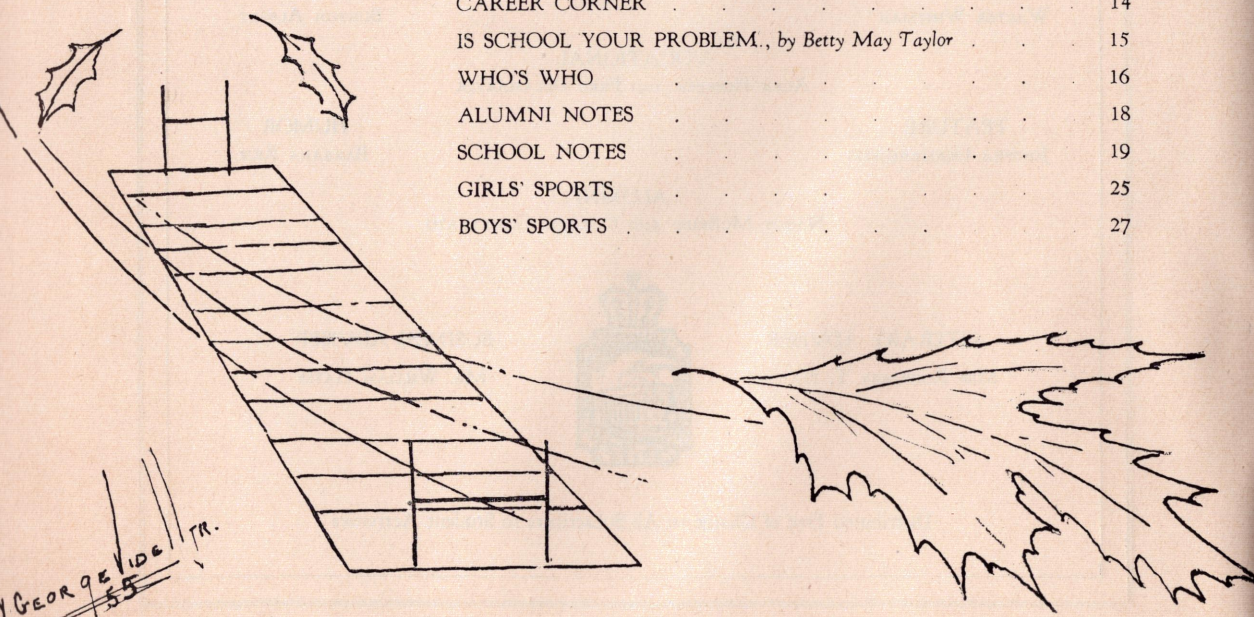 CAREER CORNER . . . . . . . 14
IS SCHOOL YOUR PROBLEM., by Betty May Taylor . . . 15
WHO'S WHO . . . . . . . 16
ALUMNI NOTES . . . . . . . 18
SCHOOL NOTES . . . . . . . 19
GIRLS' SPORTS . . . . . . . 25
BOYS' SPORTS . . . . . . . 27
GEORGE VIDE JR.
55